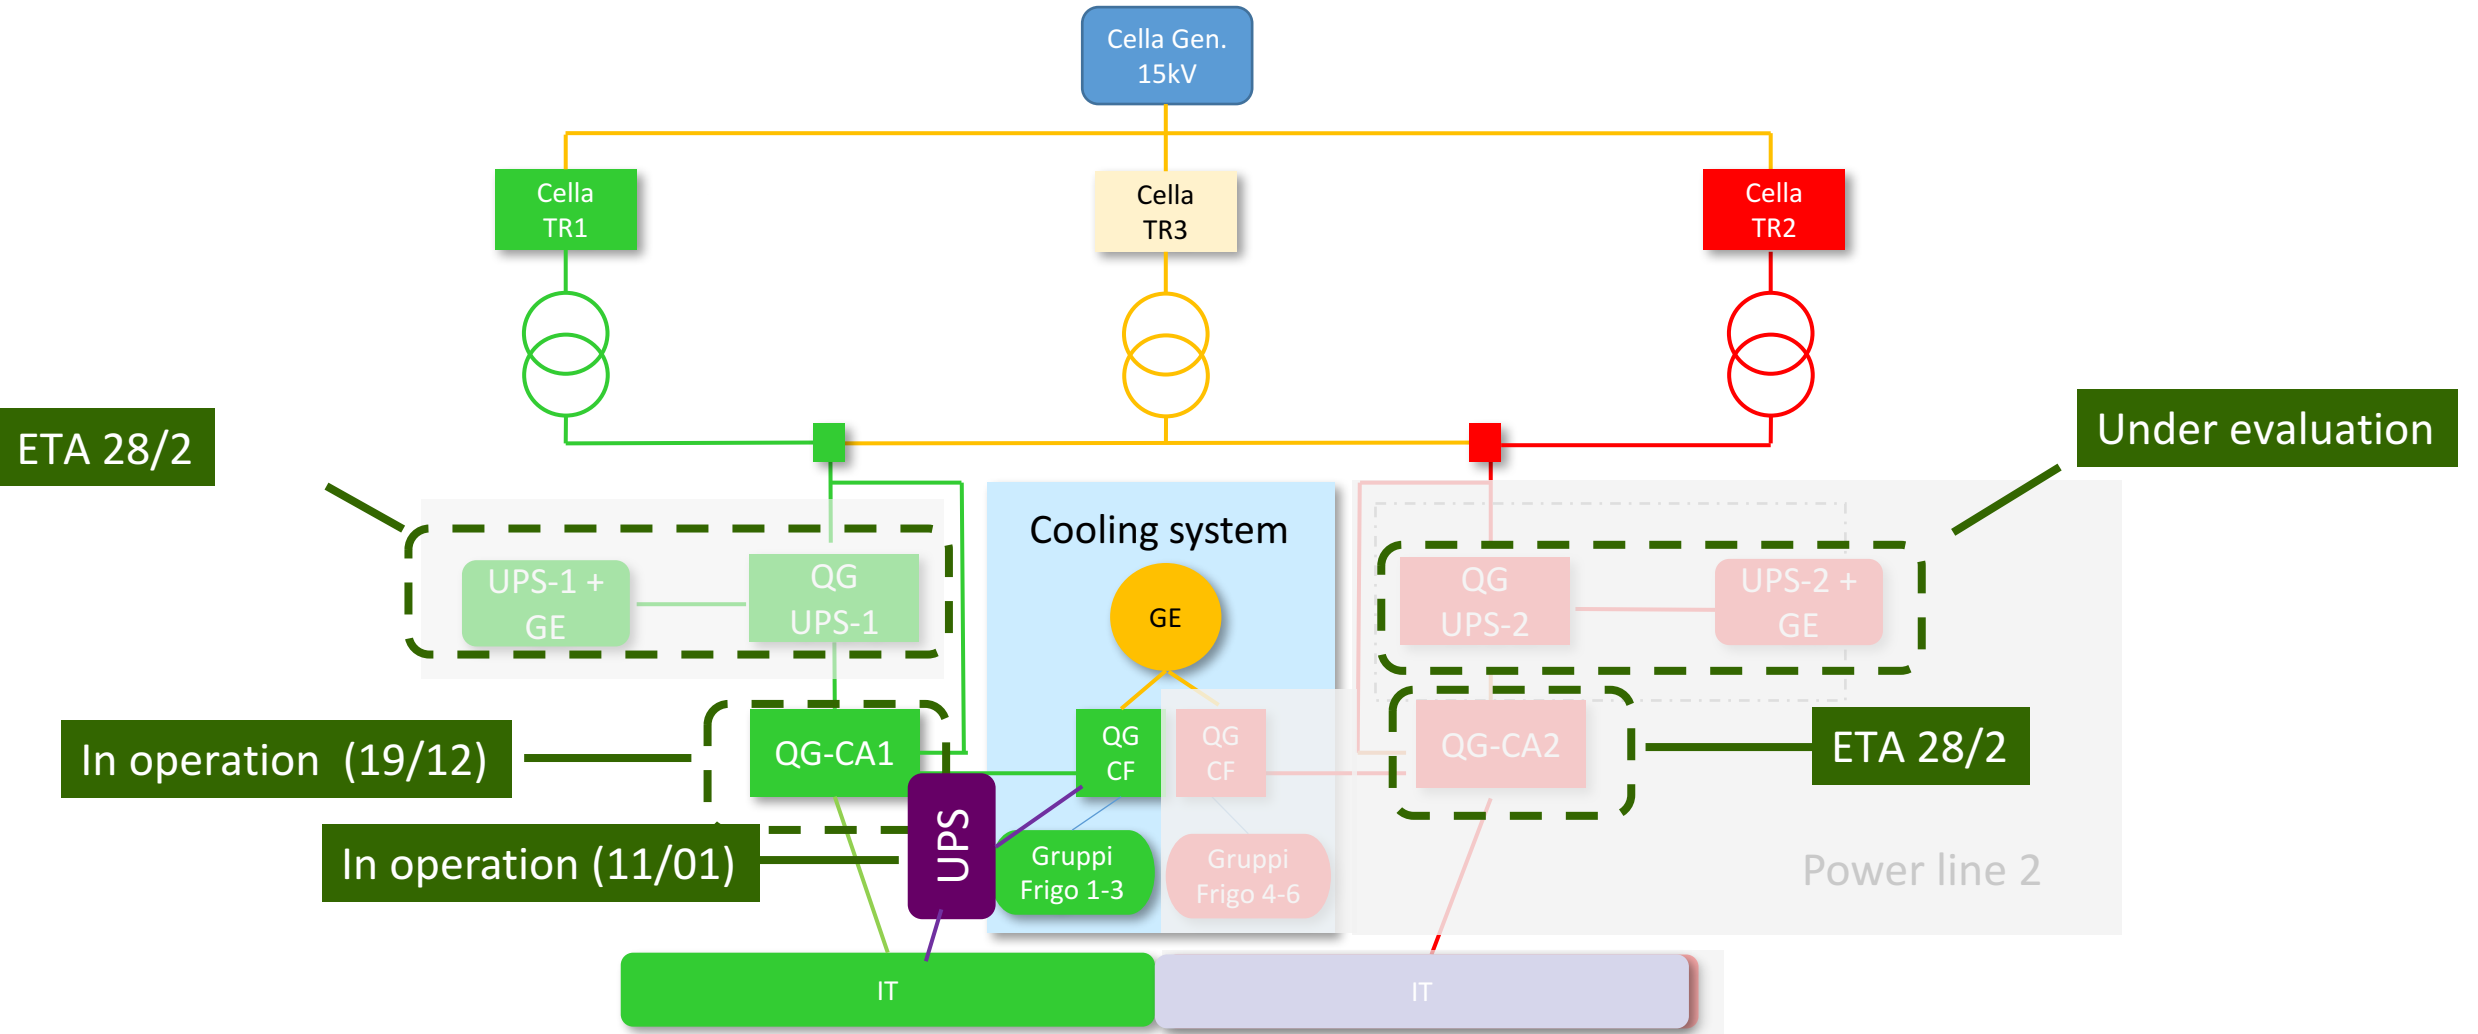 Cella Gen.
15kV
Cella
TR1
Cella
TR3
Cella
TR2
ETA 28/2
Under evaluation
Cooling system
UPS-1 +
GE
QG
UPS-1
GE
QG
UPS-2
UPS-2 +
GE
In operation  (19/12)
QG-CA1
QG
CF
QG
CF
QG-CA2
ETA 28/2
In operation (11/01)
UPS
Gruppi
Frigo 1-3
Gruppi
Frigo 4-6
Power line 2
IT
IT